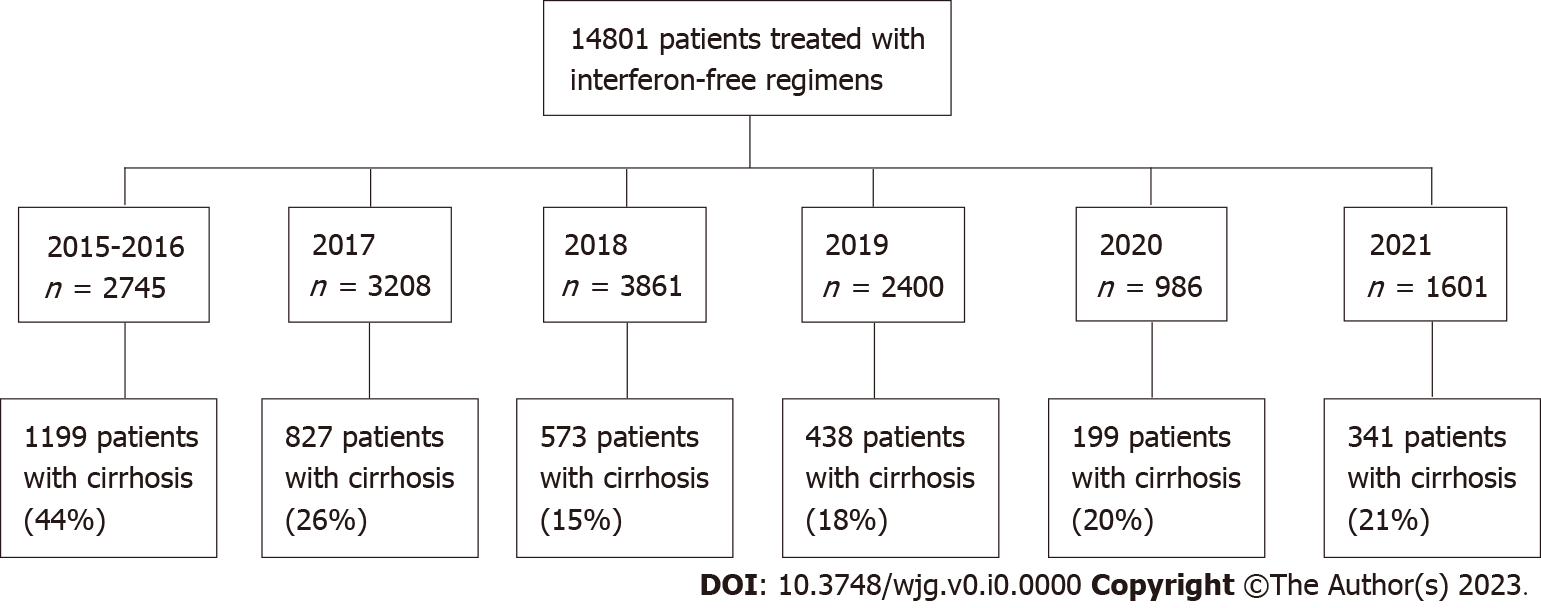 14801 patients treated with
interferon-free regimens
2015-2016
n = 2745
2017
n = 3208
2018
n = 3861
2019
n = 2400
2020
n = 986
2021
n = 1601
1199 patients
with cirrhosis
(44%)
827 patients
with cirrhosis
(26%)
573 patients
with cirrhosis
(15%)
438 patients
with cirrhosis
(18%)
199 patients
with cirrhosis
(20%)
341 patients
with cirrhosis
(21%)
DOI: 10.3748/wjg.v0.i0.0000 Copyright ©The Author(s) 2023.